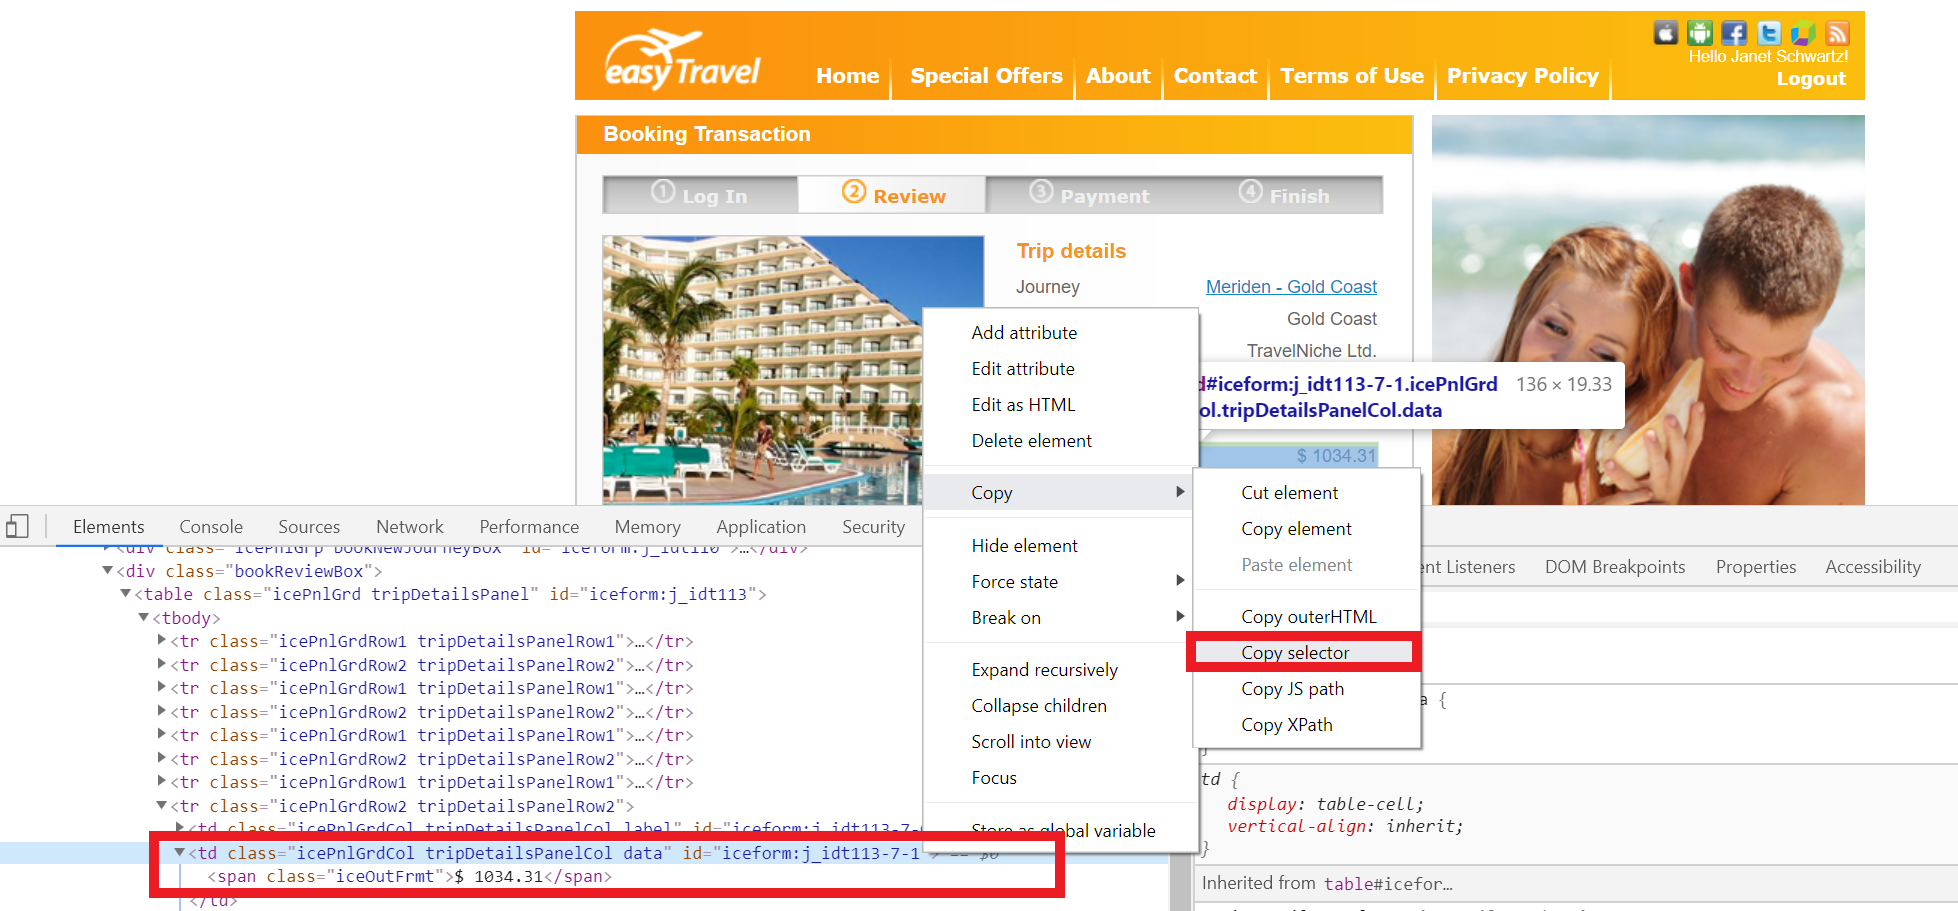 easyTravel
Home
Special Offers
About
Contact
Terms of Use
Privacy Policy
Hello Janet Schwartz!
Logout
Booking Transaction
1 Log In
2 Review
3 Payment
4 Finish
Trip details
Journey
Meriden - Gold Coast
Gold Coast
TravelNiche Ltd.
d#iceform:j_idt113-7-1.icePnlGrd 136 × 19.33
ol.tripDetailsPanelCol.data
$ 1034.31
Add attribute
Edit attribute
Edit as HTML
Delete element
Copy
Hide element
Force state
Break on
Expand recursively
Collapse children
Scroll into view
Focus
Store as global variable
Cut element
Copy element
Paste element
Copy outerHTML
Copy selector
Copy JS path
Copy XPath
Elements Console Sources Network Performance Memory Application Security
<div class="icePnlGrp bookNewJourneyBox" id="iceform:j_idt110">…</div>
<div class="bookReviewBox">
<table class="icePnlGrd tripDetailsPanel" id="iceform:j_idt113">
<tbody>
<tr class="icePnlGrdRow1 tripDetailsPanelRow1">…</tr>
<tr class="icePnlGrdRow2 tripDetailsPanelRow2">…</tr>
<tr class="icePnlGrdRow1 tripDetailsPanelRow1">…</tr>
<tr class="icePnlGrdRow2 tripDetailsPanelRow2">…</tr>
<tr class="icePnlGrdRow1 tripDetailsPanelRow1">…</tr>
<tr class="icePnlGrdRow2 tripDetailsPanelRow2">…</tr>
<tr class="icePnlGrdRow1 tripDetailsPanelRow1">…</tr>
<tr class="icePnlGrdRow2 tripDetailsPanelRow2">
<td class="icePnlGrdCol tripDetailsPanelCol label" id="iceform:j_idt113-7-
<td class="icePnlGrdCol tripDetailsPanelCol data" id="iceform:j_idt113-7-1"> == $0
<span class="iceOutFrmt">$ 1034.31</span>
</td>
ent Listeners DOM Breakpoints Properties Accessibility
a {
}
td {
display: table-cell;
vertical-align: inherit;
}
Inherited from table#icefor…